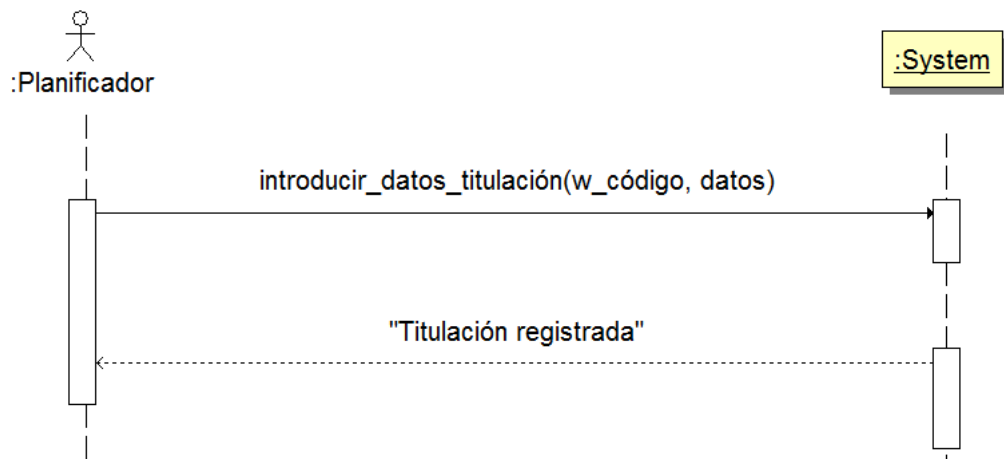 :Planificador
:System
introducir_datos_titulación(w_código, datos)
"Titulación registrada"